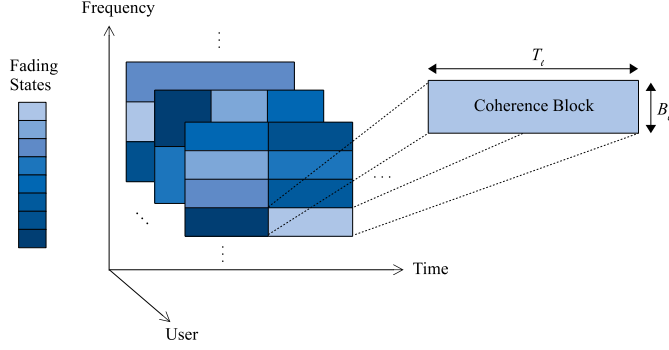 Frequency
Fading
States
Coherence Block
Time
User